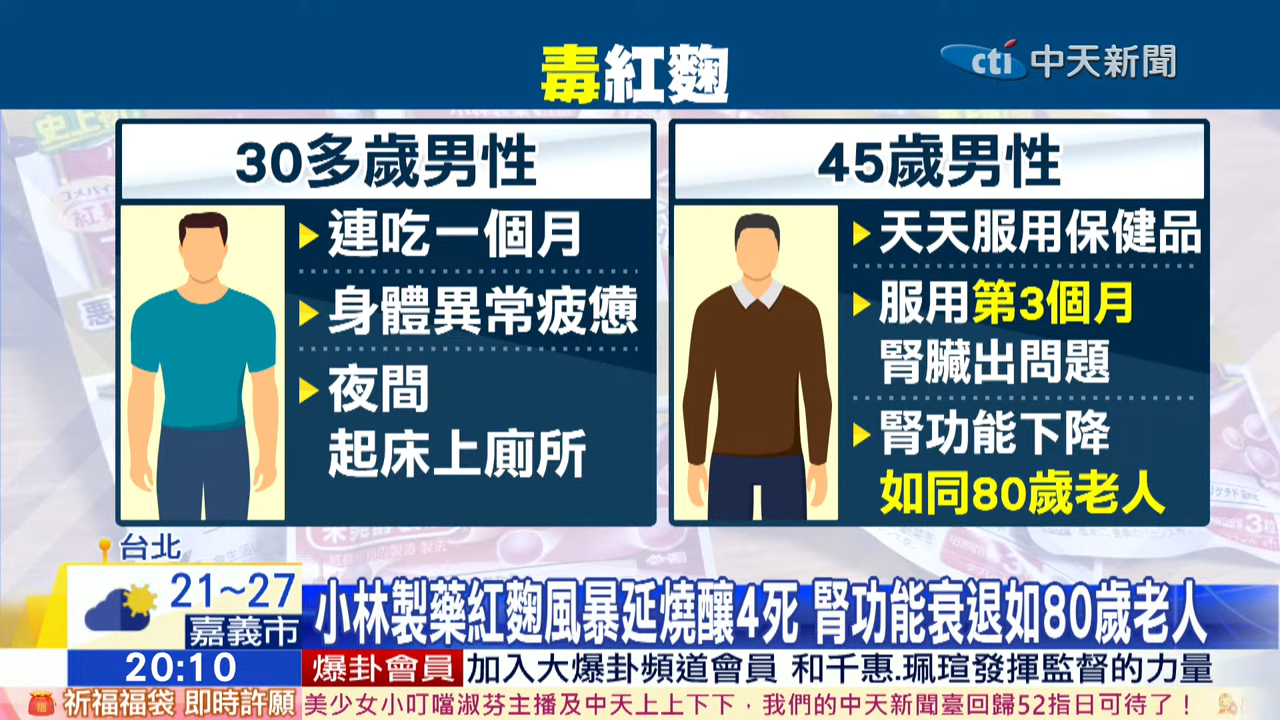 毒紅麴
cti 中天新聞
30多歲男性
連吃一個月
身體異常疲憊
夜間
起床上廁所
45歲男性
天天服用保健品
服用第3個月
腎臟出問題
腎功能下降
如同80歲老人
台北
21~27
嘉義市
20:10
小林製藥紅麴風暴延燒釀4死 腎功能衰退如80歲老人
爆卦會員 加入大爆卦頻道會員 和千惠.珮瑄發揮監督的力量
祈福福袋 即時許願
美少女小叮噹淑芬主播及中天上上下下，我們的中天新聞臺回歸52指日可待了！